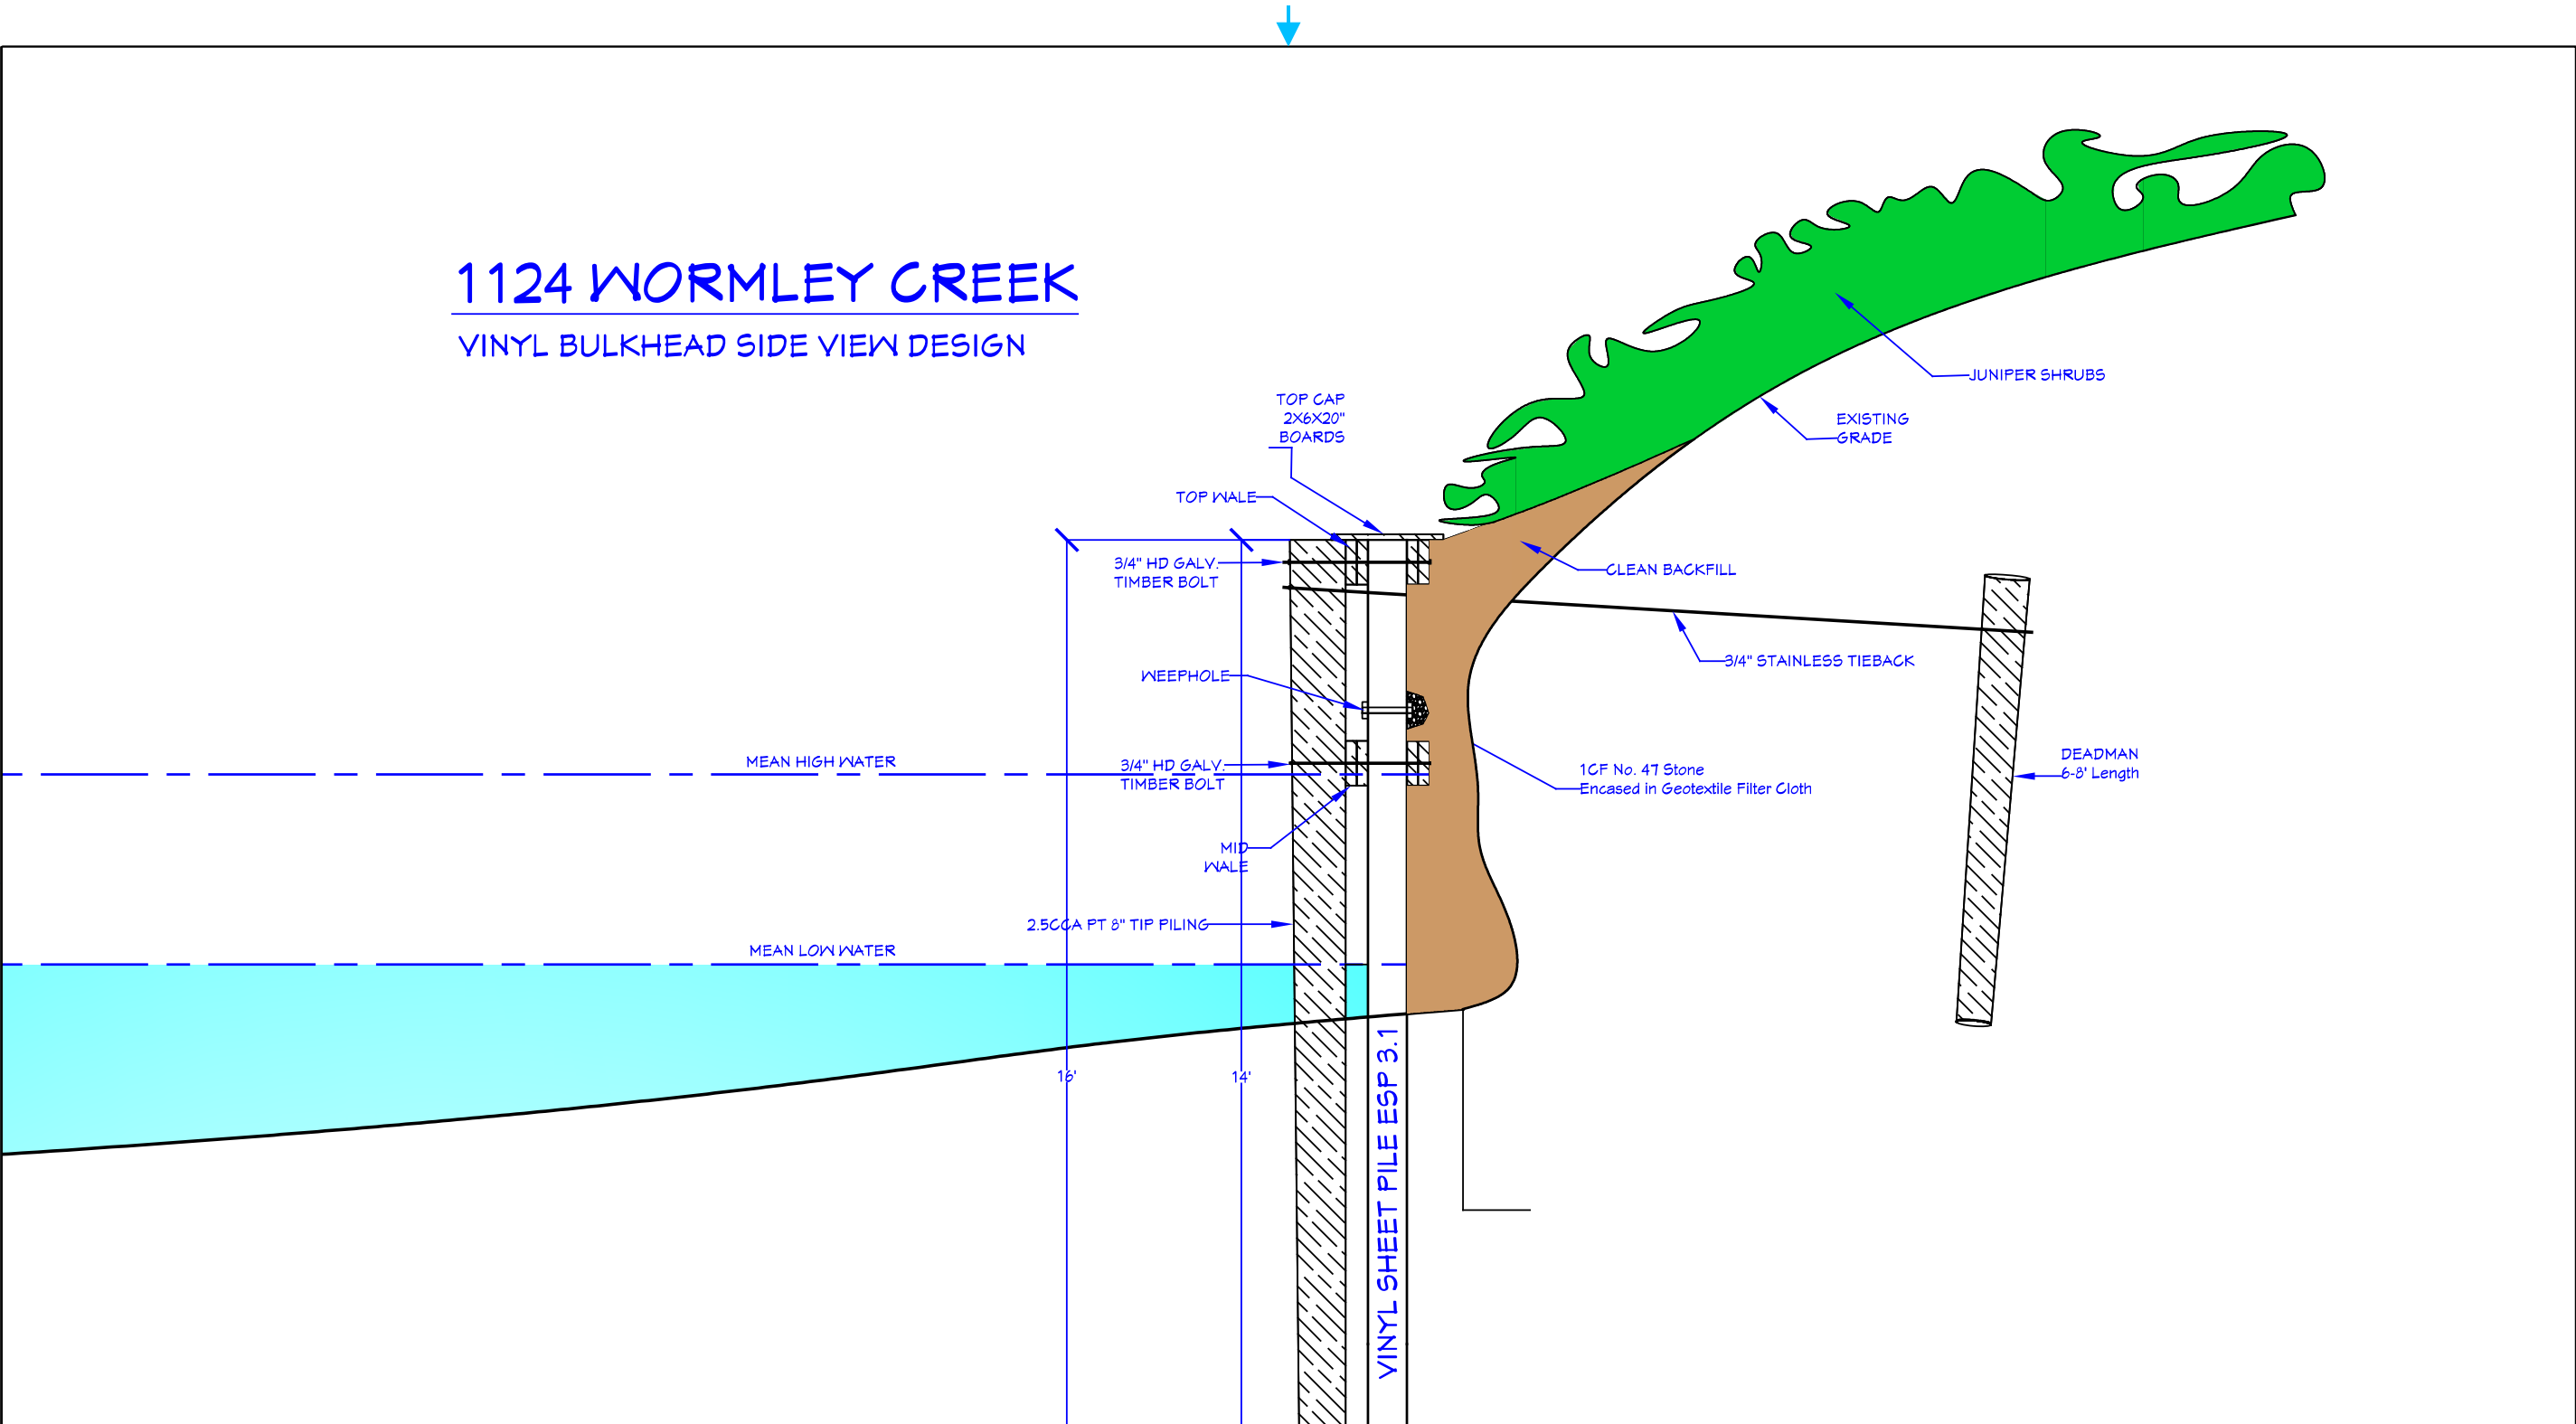 1124 WORMLEY CREEK
VINYL BULKHEAD SIDE VIEW DESIGN
JUNIPER SHRUBS
TOP CAP
2X6X20"
BOARDS
EXISTING
GRADE
TOP WALE
3/4" HD GALV.
TIMBER BOLT
CLEAN BACKFILL
3/4" STAINLESS TIEBACK
WEEPHOLE
MEAN HIGH WATER
3/4" HD GALV.
TIMBER BOLT
1CF No. 47 Stone
Encased in Geotextile Filter Cloth
DEADMAN
6-8' Length
MID
WALE
2.5CCA PT 8" TIP PILING
MEAN LOW WATER
16'
14'
VINYL SHEET PILE ESP 3.1